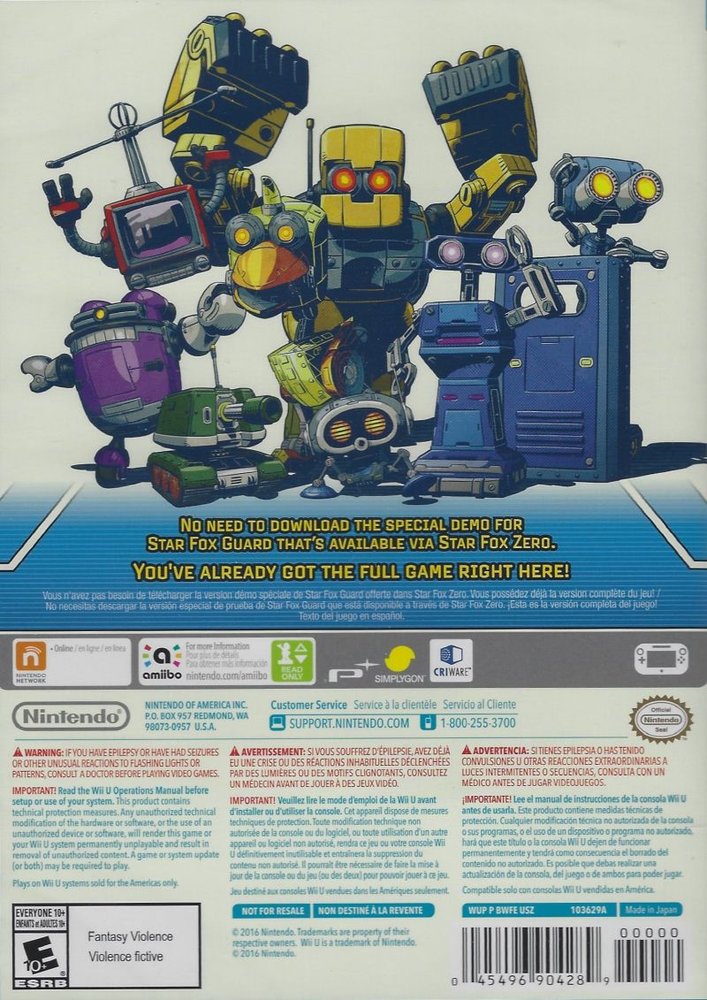 NO NEED TO DOWNLOAD THE SPECIAL DEMO FOR
STAR FOX GUARD THAT'S AVAILABLE VIA STAR FOX ZERO.
YOU'VE ALREADY GOT THE FULL GAME RIGHT HERE!
Vous n'avez pas besoin de télécharger la version démo spéciale de Star Fox Guard offerte dans Star Fox Zero. Vous possédez déjà la version complète du jeu! /
No necesitas descargar la versión especial de prueba de Star Fox Guard que está disponible a través de Star Fox Zero. ¡Esta es la versión completa del juego!
Texto del juego en español.
n
NINTENDO
NETWORK
• Online / en ligne / en línea
a
amiibo
For more information
Pour plus de détails
Para obtener más información
nintendo.com/amiibo
READ
ONLY
P
SIMPLYGON
CRIWARE
Nintendo
NINTENDO OF AMERICA INC.
P.O. BOX 957 REDMOND, WA
98073-0957 U.S.A.
Customer Service Service à la clientèle Servicio al Cliente
SUPPORT.NINTENDO.COM 1-800-255-3700
Official
Nintendo
Seal
WARNING: IF YOU HAVE EPILEPSY OR HAVE HAD SEIZURES
OR OTHER UNUSUAL REACTIONS TO FLASHING LIGHTS OR
PATTERNS, CONSULT A DOCTOR BEFORE PLAYING VIDEO GAMES.
IMPORTANT! Read the Wii U Operations Manual before
setup or use of your system. This product contains
technical protection measures. Any unauthorized technical
modification of the hardware or software, or use of an
unauthorized device or software, will render this game or
your Wii U system permanently unplayable and result in
removal of unauthorized content. A game or system update
(or both) may be required to play.
Plays on Wii U systems sold for the Americas only.
AVERTISSEMENT: SI VOUS SOUFFREZ D'ÉPILEPSIE, AVEZ DÉJÀ
EU UNE CRISE OU DES RÉACTIONS INHABITUELLES DÉCLENCHÉES
PAR DES LUMIÈRES OU DES MOTIFS CLIGNOTANTS, CONSULTEZ
UN MÉDECIN AVANT DE JOUER À DES JEUX VIDÉO.
IMPORTANT! Veuillez lire le mode d'emploi de la Wii U avant
d'installer ou d'utiliser la console. Cet appareil dispose de mesures
techniques de protection. Toute modification technique non
autorisée de la console ou du logiciel, ou toute utilisation d'un autre
appareil ou logiciel non autorisé, rendra ce jeu ou votre console Wii
U définitivement inutilisable et entraînera la suppression du
contenu non autorisé. Il pourrait être nécessaire de faire la mise à
jour de la console ou du jeu (ou des deux) pour pouvoir jouer à ce jeu.
Jeu destiné aux consoles Wii U vendues dans les Amériques seulement.
ADVERTENCIA: SI TIENES EPILEPSIA O HAS TENIDO
CONVULSIONES U OTRAS REACCIONES EXTRAORDINARIAS A
LUCES INTERMITENTES O SECUENCIAS, CONSULTA CON UN
MÉDICO ANTES DE JUGAR VIDEOJUEGOS.
¡IMPORTANTE! Lee el manual de instrucciones de la consola Wii U
antes de usarla. Este producto contiene medidas técnicas de
protección. Cualquier modificación técnica no autorizada de la consola
o sus programas, o el uso de un dispositivo o programa no autorizado,
hará que este título o la consola Wii U dejen de funcionar
permanentemente y tendrá como consecuencia el borrado del
contenido no autorizado. Es posible que debas realizar una
actualización de la consola, del juego o de ambos para poder jugar.
Compatible solo con consolas Wii U vendidas en América.
EVERYONE 10+
ENFANTS et ADULTES 10+
E
10+
ESRB
Fantasy Violence
Violence fictive
NOT FOR RESALE NON DESTINÉ À LA REVENTE
© 2016 Nintendo. Trademarks are property of their
respective owners. Wii U is a trademark of Nintendo.
© 2016 Nintendo.
WUP P BWFE USZ 103629A Made in Japan
00000
0 45496 90428 9